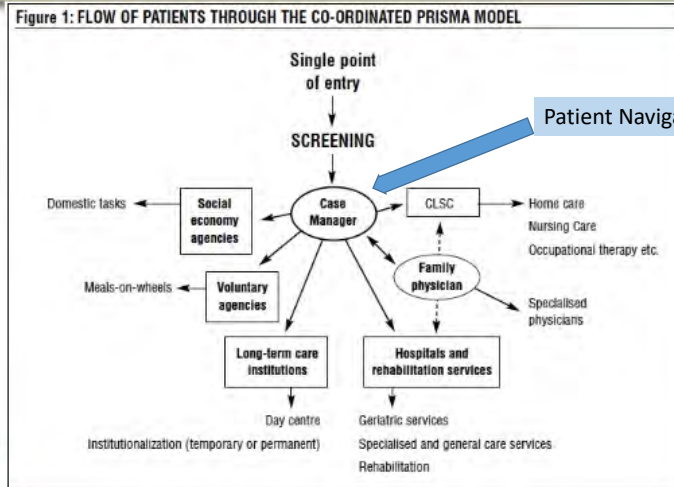 Figure 1: FLOW OF PATIENTS THROUGH THE CO-ORDINATED PRISMA MODEL
Single point
of entry
SCREENING
Patient Naviga
Case
Manager
Domestic tasks
Social
economy
agencies
CLSC
Home care
Nursing Care
Occupational therapy etc.
Family
physician
Meals-on-wheels
Voluntary
agencies
Specialised
physicians
Long-term care
institutions
Hospitals and
rehabilitation services
Day centre
Institutionalization (temporary or permanent)
Geriatric services
Specialised and general care services
Rehabilitation